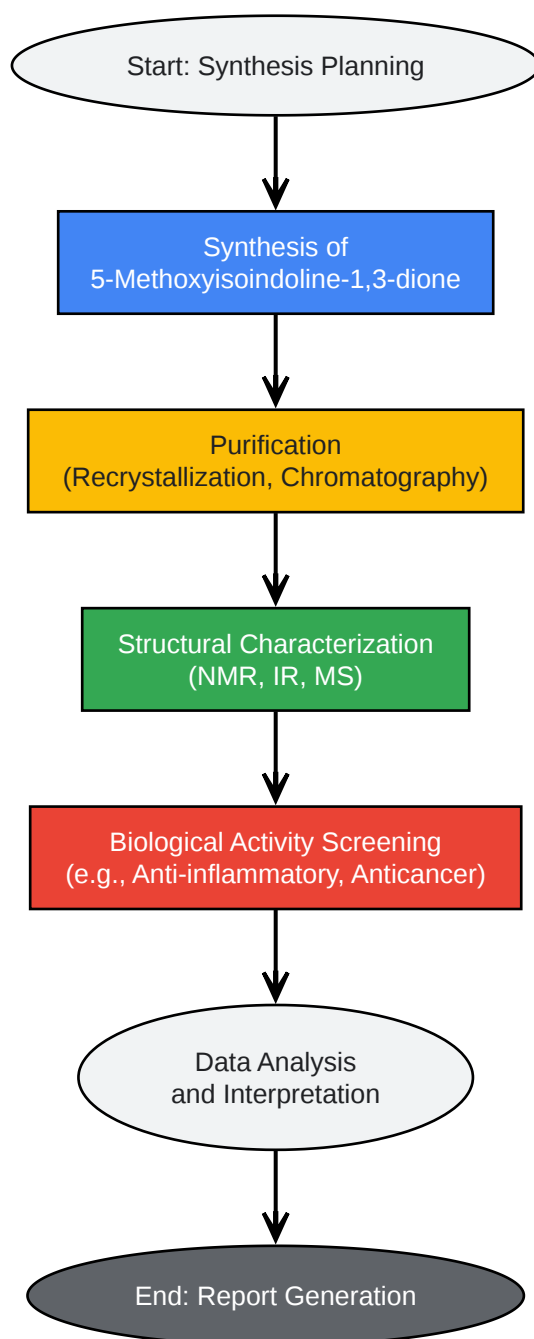 Start: Synthesis Planning
Synthesis of
5-Methoxyisoindoline-1,3-dione
Purification
(Recrystallization, Chromatography)
Structural Characterization
(NMR, IR, MS)
Biological Activity Screening
(e.g., Anti-inflammatory, Anticancer)
Data Analysis
and Interpretation
End: Report Generation